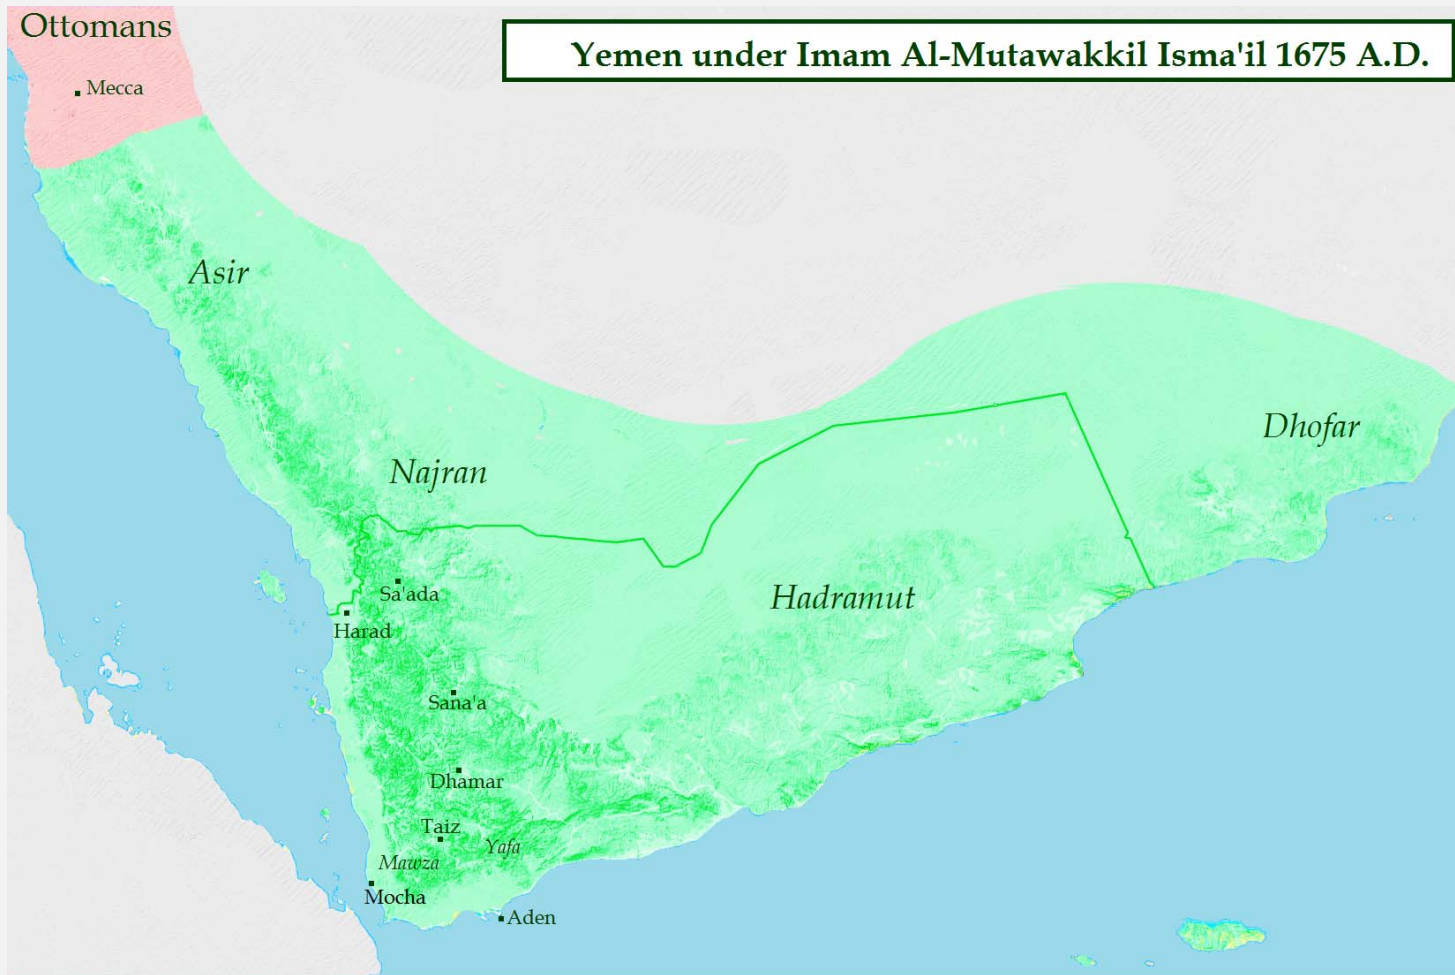 Ottomans
Yemen under Imam Al-Mutawakkil Isma'il 1675 A.D.
Mecca
Asir
Dhofar
Najran
Sa'ada
Hadramut
Harad
Sana'a
Dhamar
Taiz
Yafa
Mawza
Mocha
Aden